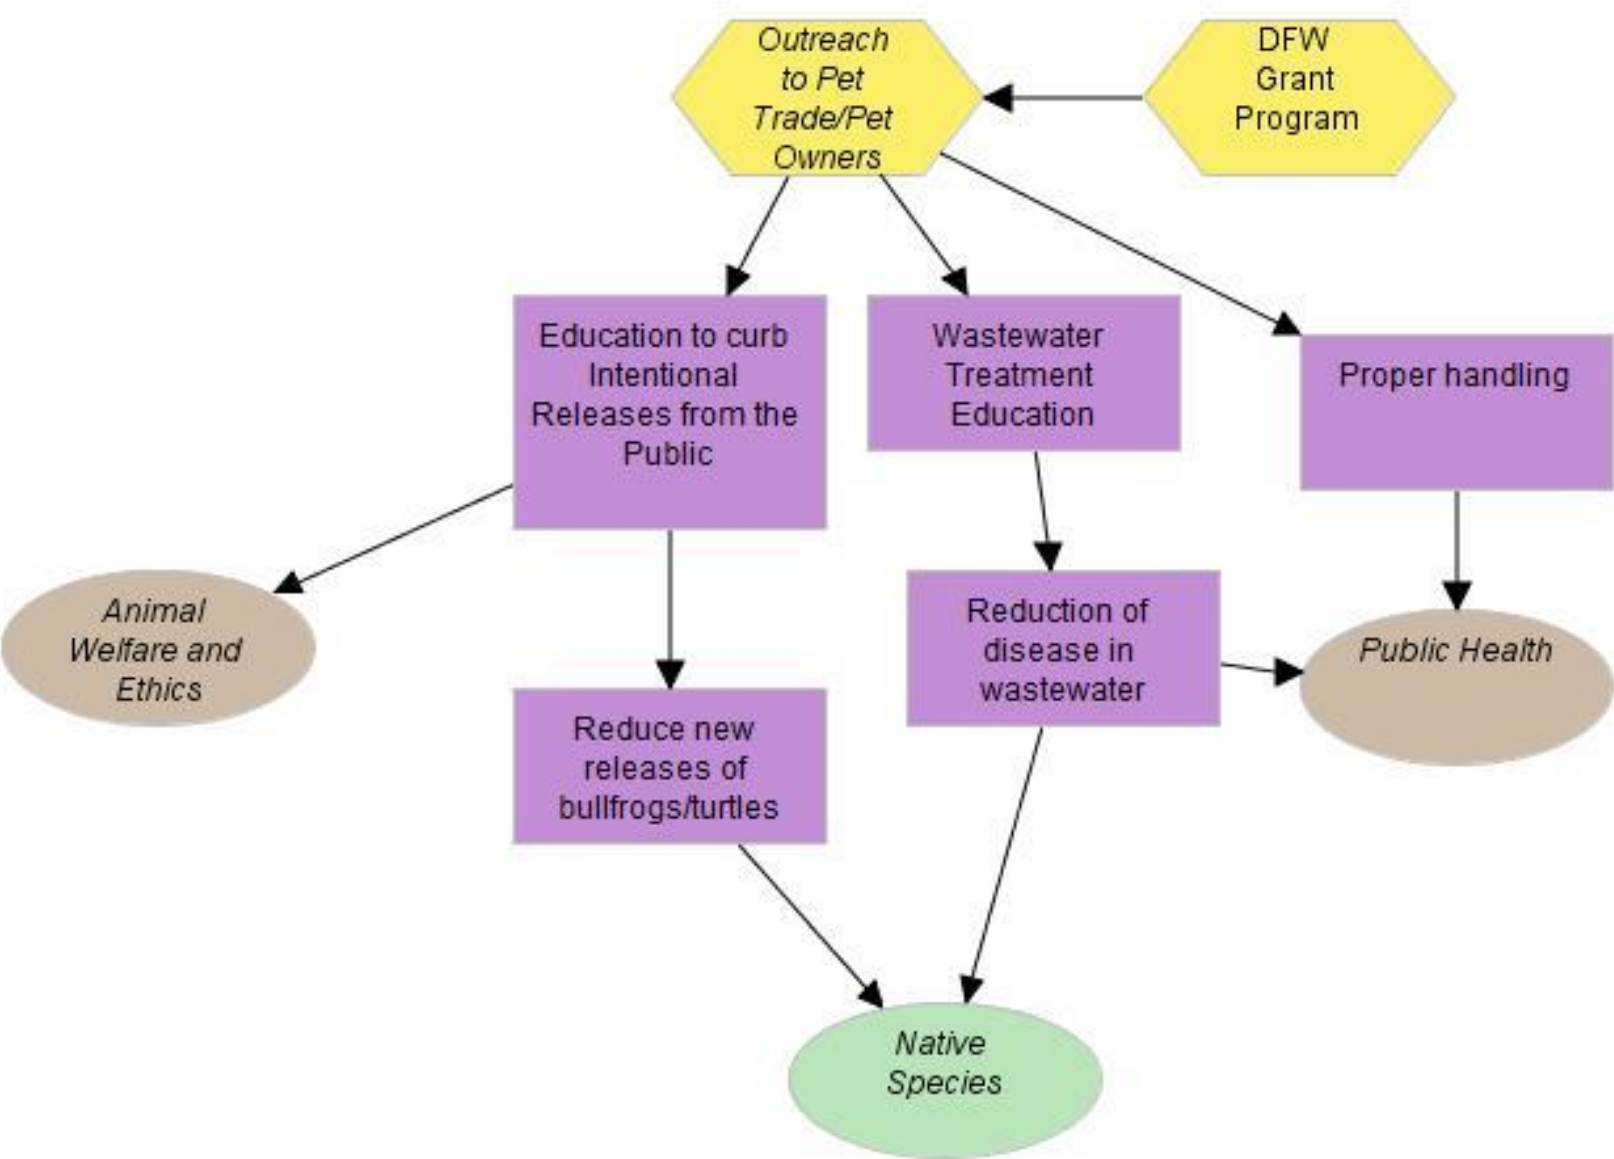 Outreach
to Pet
Trade/Pet
Owners
DFW
Grant
Program
Education to curb
Intentional
Releases from the
Public
Wastewater
Treatment
Education
Proper handling
Animal
Welfare and
Ethics
Reduction of
disease in
wastewater
Public Health
Reduce new
releases of
bullfrogs/turtles
Native
Species